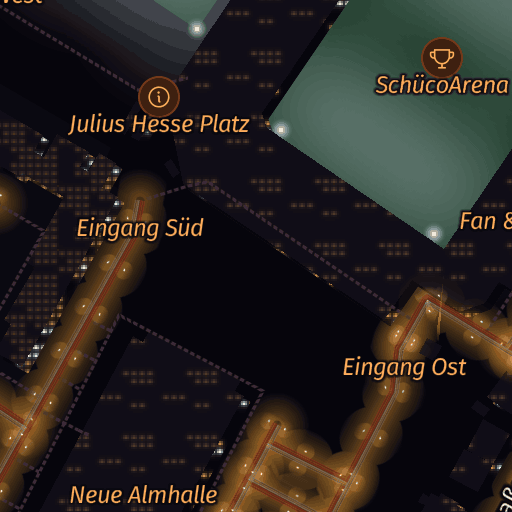 SchücoArena
Julius Hesse Platz
Fan &
Eingang Süd
Eingang Ost
Neue Almhalle